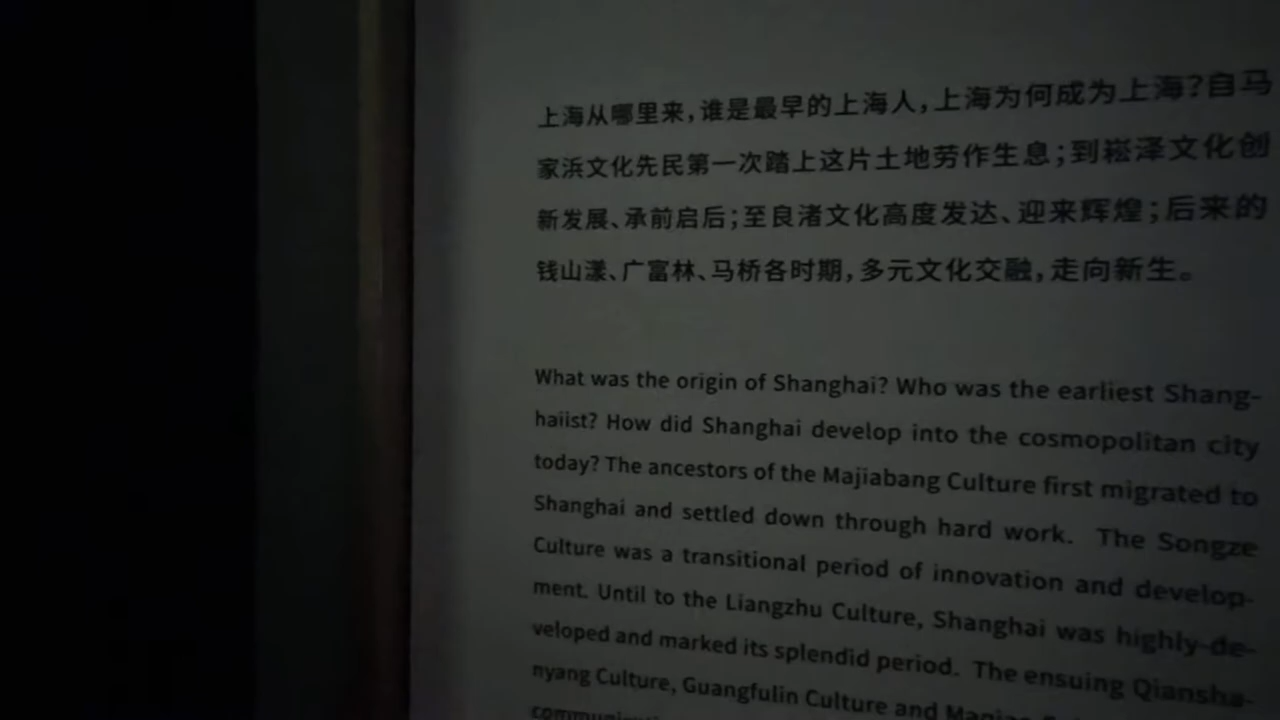 上海从哪里来，谁是最早的上海人，上海为何成为上海？自马
家浜文化先民第一次踏上这片土地劳作生息；到崧泽文化创
新发展、承前启后；至良渚文化高度发达、迎来辉煌；后来的
钱山漾、广富林、马桥各时期，多元文化交融，走向新生。
What was the origin of Shanghai? Who was the earliest Shang-
haiist? How did Shanghai develop into the cosmopolitan city
today? The ancestors of the Majiabang Culture first migrated to
Shanghai and settled down through hard work. The Songze
Culture was a transitional period of innovation and develop-
ment. Until to the Liangzhu Culture, Shanghai was highly de-
veloped and marked its splendid period. The ensuing Qiansha-
nyang Culture, Guangfulin Culture and